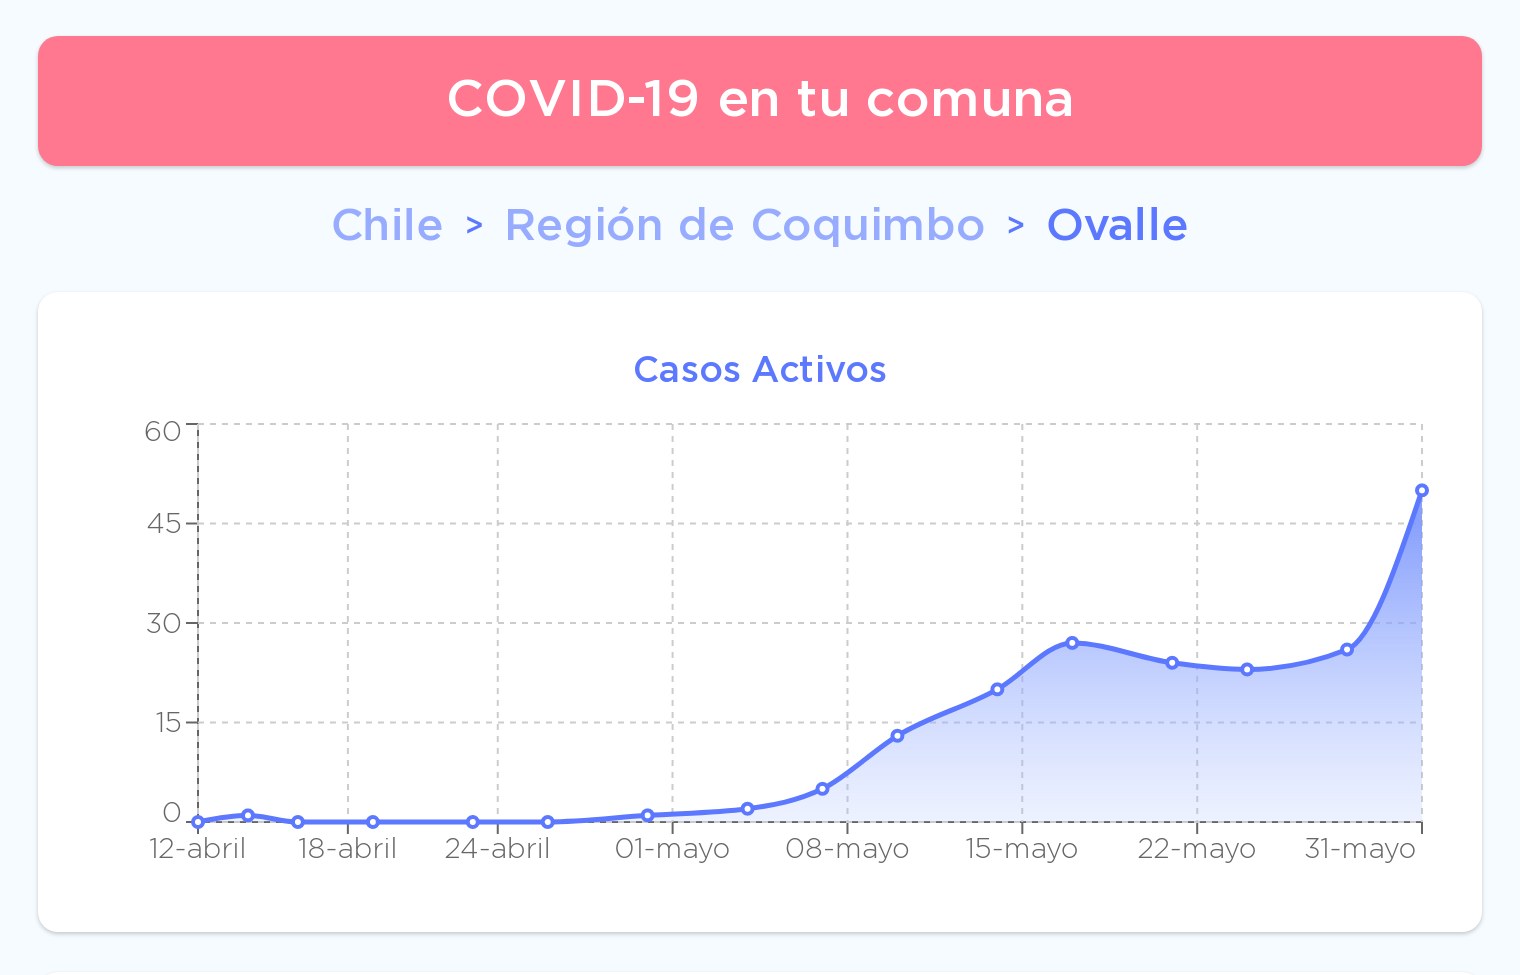 COVID-19 en tu comuna
Chile > Región de Coquimbo > Ovalle
Casos Activos
60
45
30
15
0
12-abril 18-abril 24-abril 01-mayo 08-mayo 15-mayo 22-mayo 31-mayo